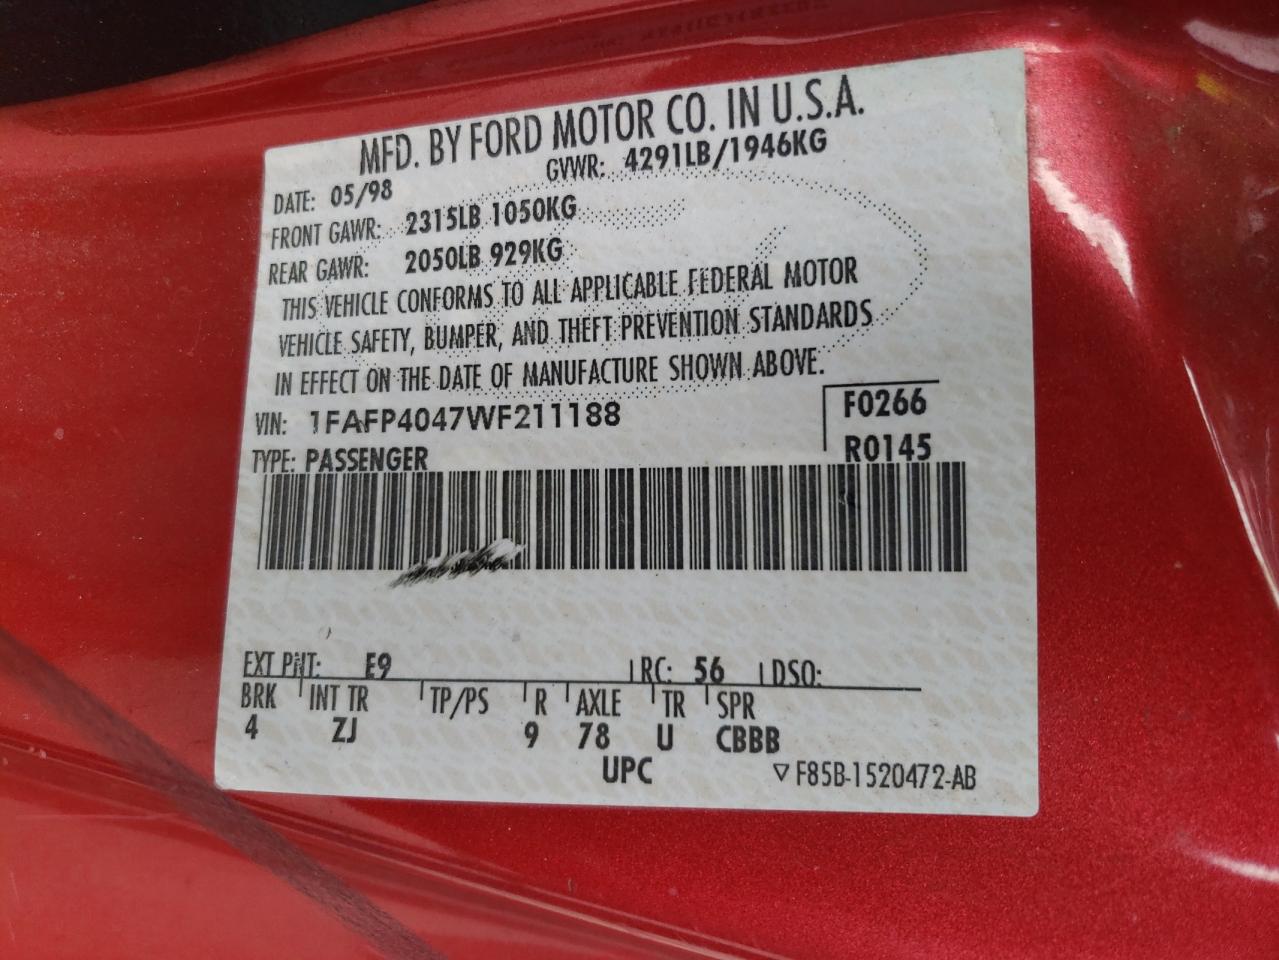 MFD. BY FORD MOTOR CO. IN U.S.A.
DATE: 05/98 GVWR: 4291LB/1946KG
FRONT GAWR: 2315LB 1050KG
REAR GAWR: 2050LB 929KG
THIS VEHICLE CONFORMS TO ALL APPLICABLE FEDERAL MOTOR
VEHICLE SAFETY, BUMPER, AND THEFT PREVENTION STANDARDS
IN EFFECT ON THE DATE OF MANUFACTURE SHOWN ABOVE.
VIN: 1FAFP4047WF211188 F0266
TYPE: PASSENGER R0145
EXT PNT: E9 RC: 56 DSO:
BRK INT TR TP/PS R AXLE TR SPR
4 ZJ 9 78 U CBBB
UPC ▽F85B-1520472-AB